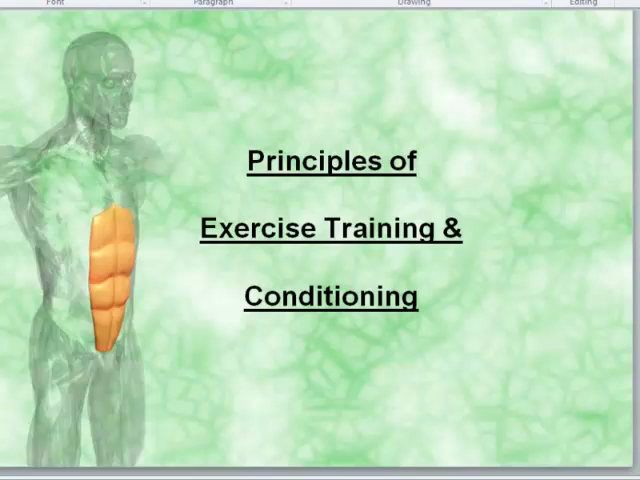 Font Paragraph Drawing Editing
Principles of
Exercise Training &
Conditioning